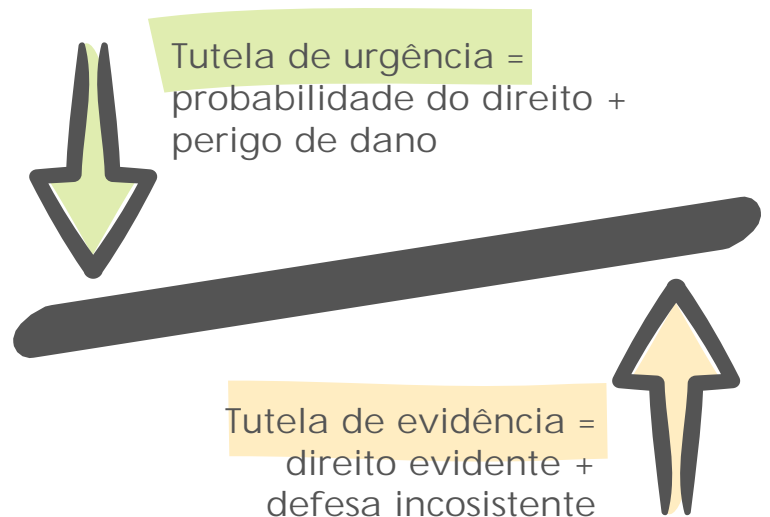 Tutela de urgência =
probabilidade do direito +
perigo de dano
Tutela de evidência =
direito evidente +
defesa incosistente